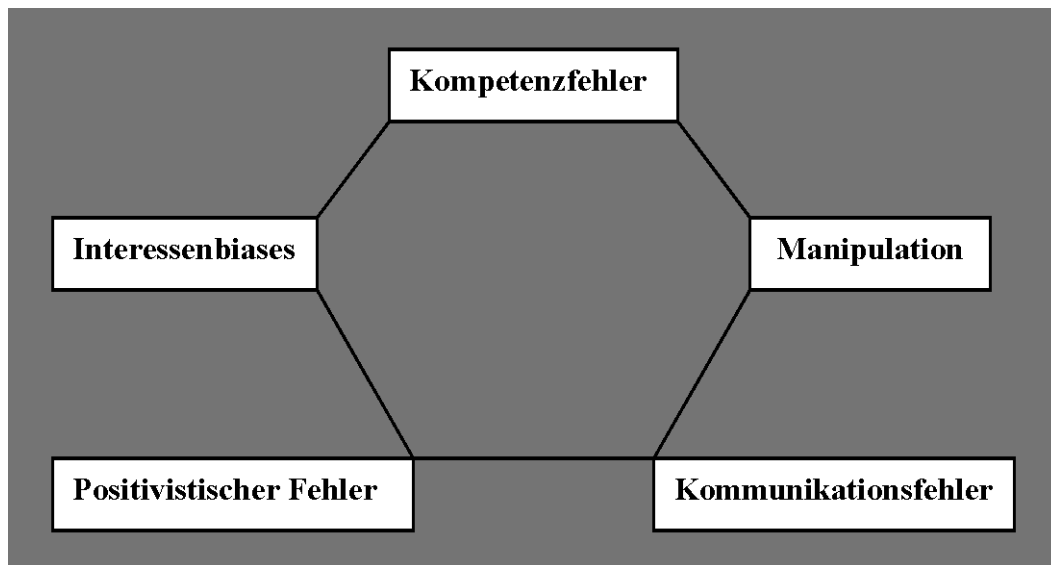 Kompetenzfehler
Interessenbiases
Manipulation
Positivistischer Fehler
Kommunikationsfehler